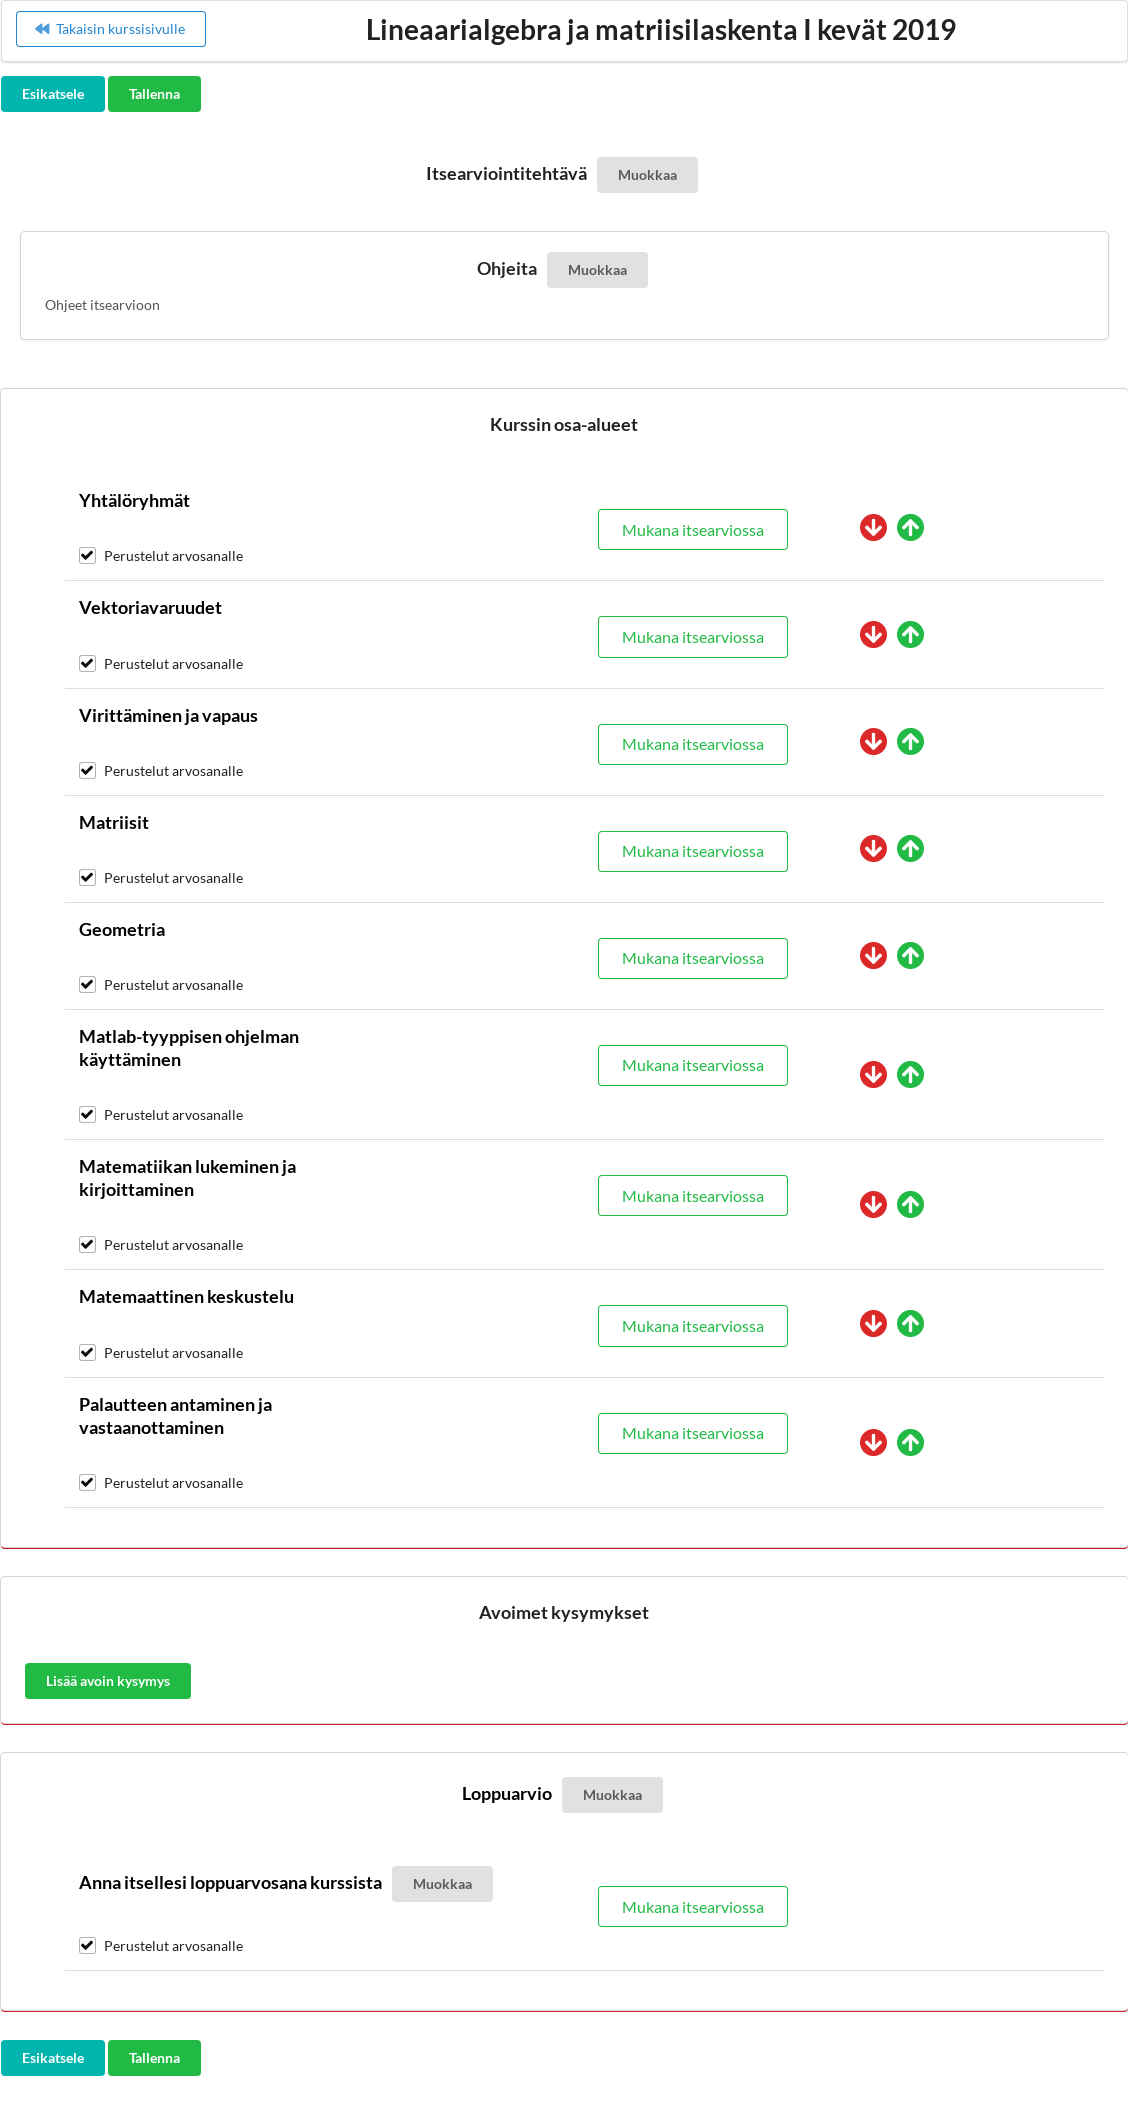 Takaisin kurssisivulle
Lineaarialgebra ja matriisilaskenta I kevät 2019
Esikatsele
Tallenna
Itsearviointitehtävä
Muokkaa
Ohjeita
Muokkaa
Ohjeet itsearvioon
Kurssin osa-alueet
Yhtälöryhmät
Mukana itsearviossa
Perustelut arvosanalle
Vektoriavaruudet
Mukana itsearviossa
Perustelut arvosanalle
Virittäminen ja vapaus
Mukana itsearviossa
Perustelut arvosanalle
Matriisit
Mukana itsearviossa
Perustelut arvosanalle
Geometria
Mukana itsearviossa
Perustelut arvosanalle
Matlab-tyyppisen ohjelman
käyttäminen
Mukana itsearviossa
Perustelut arvosanalle
Matematiikan lukeminen ja
kirjoittaminen
Mukana itsearviossa
Perustelut arvosanalle
Matemaattinen keskustelu
Mukana itsearviossa
Perustelut arvosanalle
Palautteen antaminen ja
vastaanottaminen
Mukana itsearviossa
Perustelut arvosanalle
Avoimet kysymykset
Lisää avoin kysymys
Loppuarvio
Muokkaa
Anna itsellesi loppuarvosana kurssista
Muokkaa
Mukana itsearviossa
Perustelut arvosanalle
Esikatsele
Tallenna